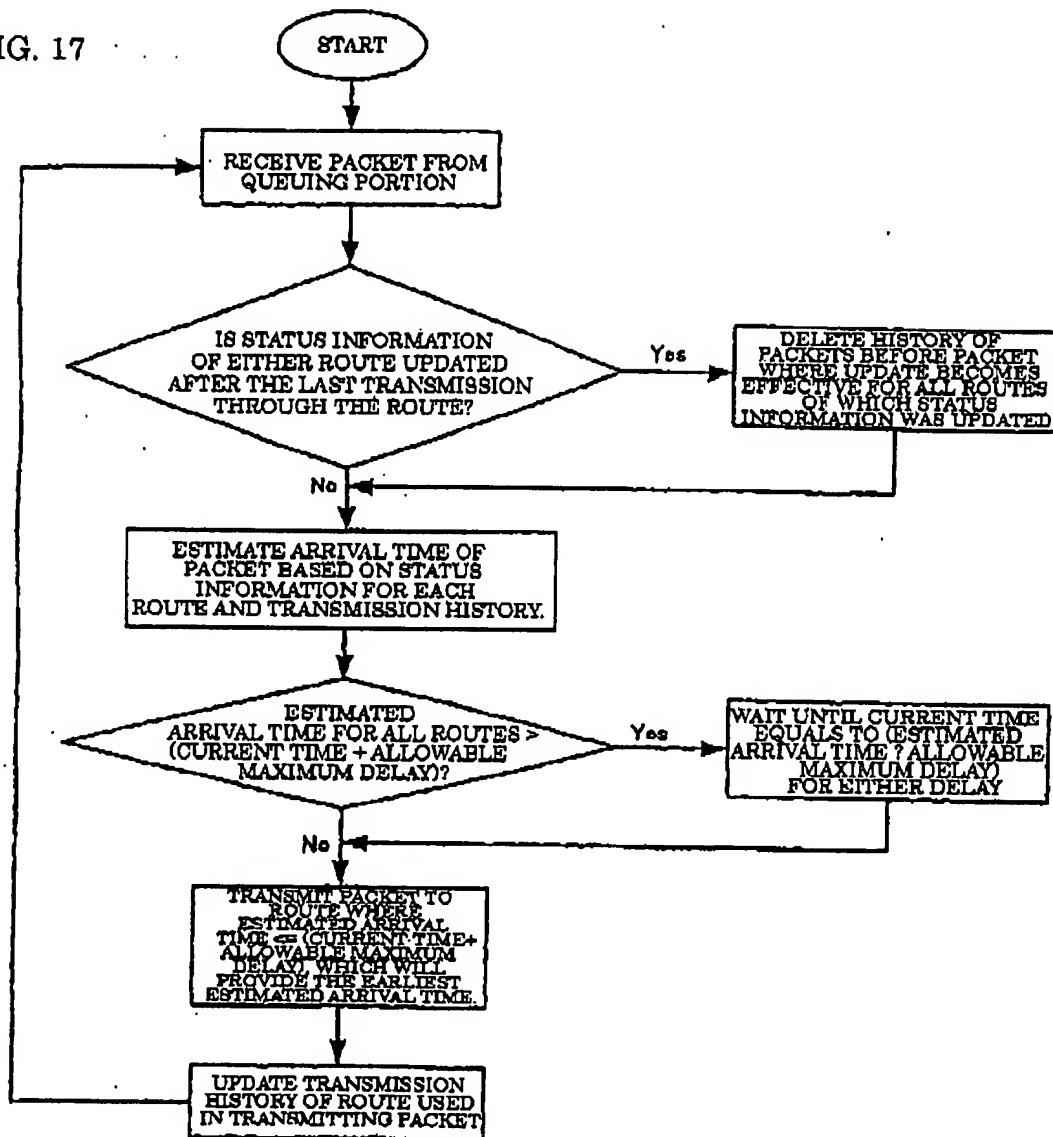 IG. 17
START
RECEIVE PACKET FROM
QUEUING PORTION
IS STATUS INFORMATION
OF EITHER ROUTE UPDATED
AFTER THE LAST TRANSMISSION
THROUGH THE ROUTE?
Yes
DELETE HISTORY OF
PACKETS BEFORE PACKET
WHERE UPDATE BECOMES
EFFECTIVE FOR ALL ROUTES
OF WHICH STATUS
INFORMATION WAS UPDATED
No
ESTIMATE ARRIVAL TIME OF
PACKET BASED ON STATUS
INFORMATION FOR EACH
ROUTE AND TRANSMISSION HISTORY.
ESTIMATED
ARRIVAL TIME FOR ALL ROUTES >
(CURRENT TIME + ALLOWABLE
MAXIMUM DELAY)?
Yes
WAIT UNTIL CURRENT TIME
EQUALS TO (ESTIMATED
ARRIVAL TIME ? ALLOWABLE
MAXIMUM DELAY)
FOR EITHER DELAY
No
TRANSMIT PACKET TO
ROUTE WHERE
ESTIMATED ARRIVAL
TIME <= (CURRENT TIME+
ALLOWABLE MAXIMUM
DELAY), WHICH WILL
PROVIDE THE EARLIEST
ESTIMATED ARRIVAL TIME.
UPDATE TRANSMISSION
HISTORY OF ROUTE USED
IN TRANSMITTING PACKET